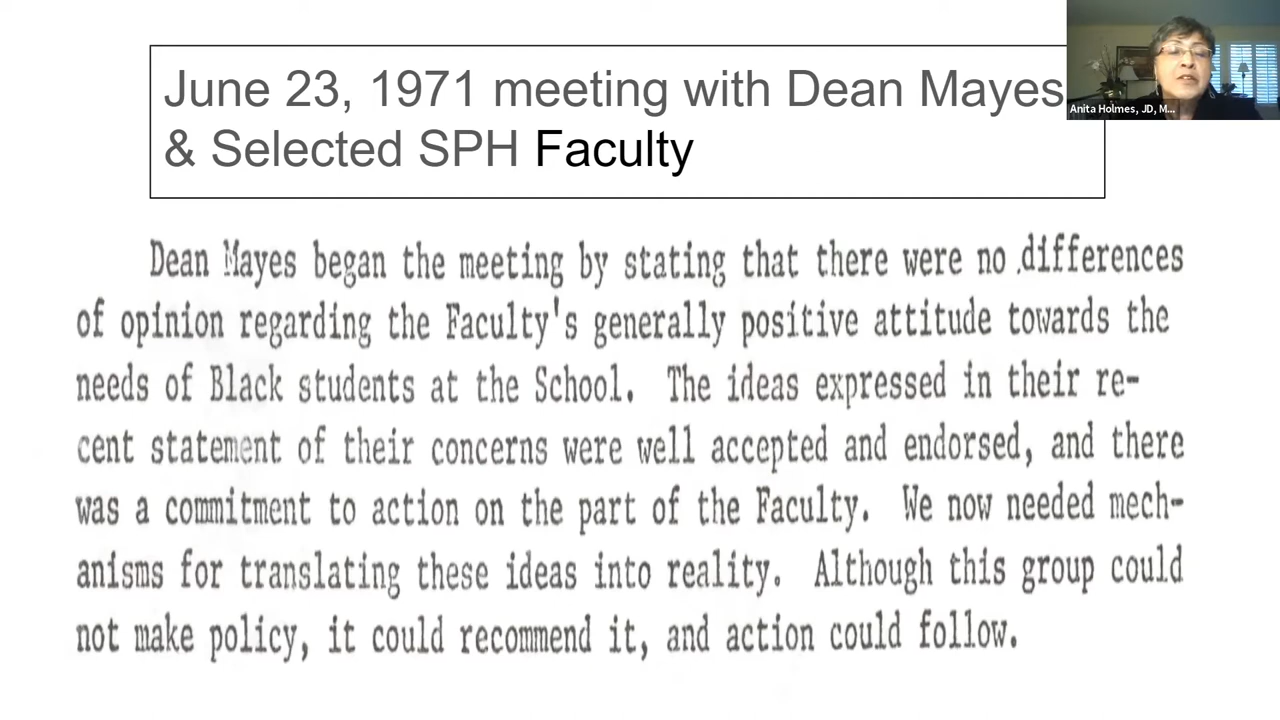 June 23, 1971 meeting with Dean Mayes
& Selected SPH Faculty
Anita Holmes, JD, M...
Dean Mayes began the meeting by stating that there were no differences
of opinion regarding the Faculty's generally positive attitude towards the
needs of Black students at the School. The ideas expressed in their re-
cent statement of their concerns were well accepted and endorsed, and there
was a commitment to action on the part of the Faculty. We now needed mech-
anisms for translating these ideas into reality. Although this group could
not make policy, it could recommend it, and action could follow.